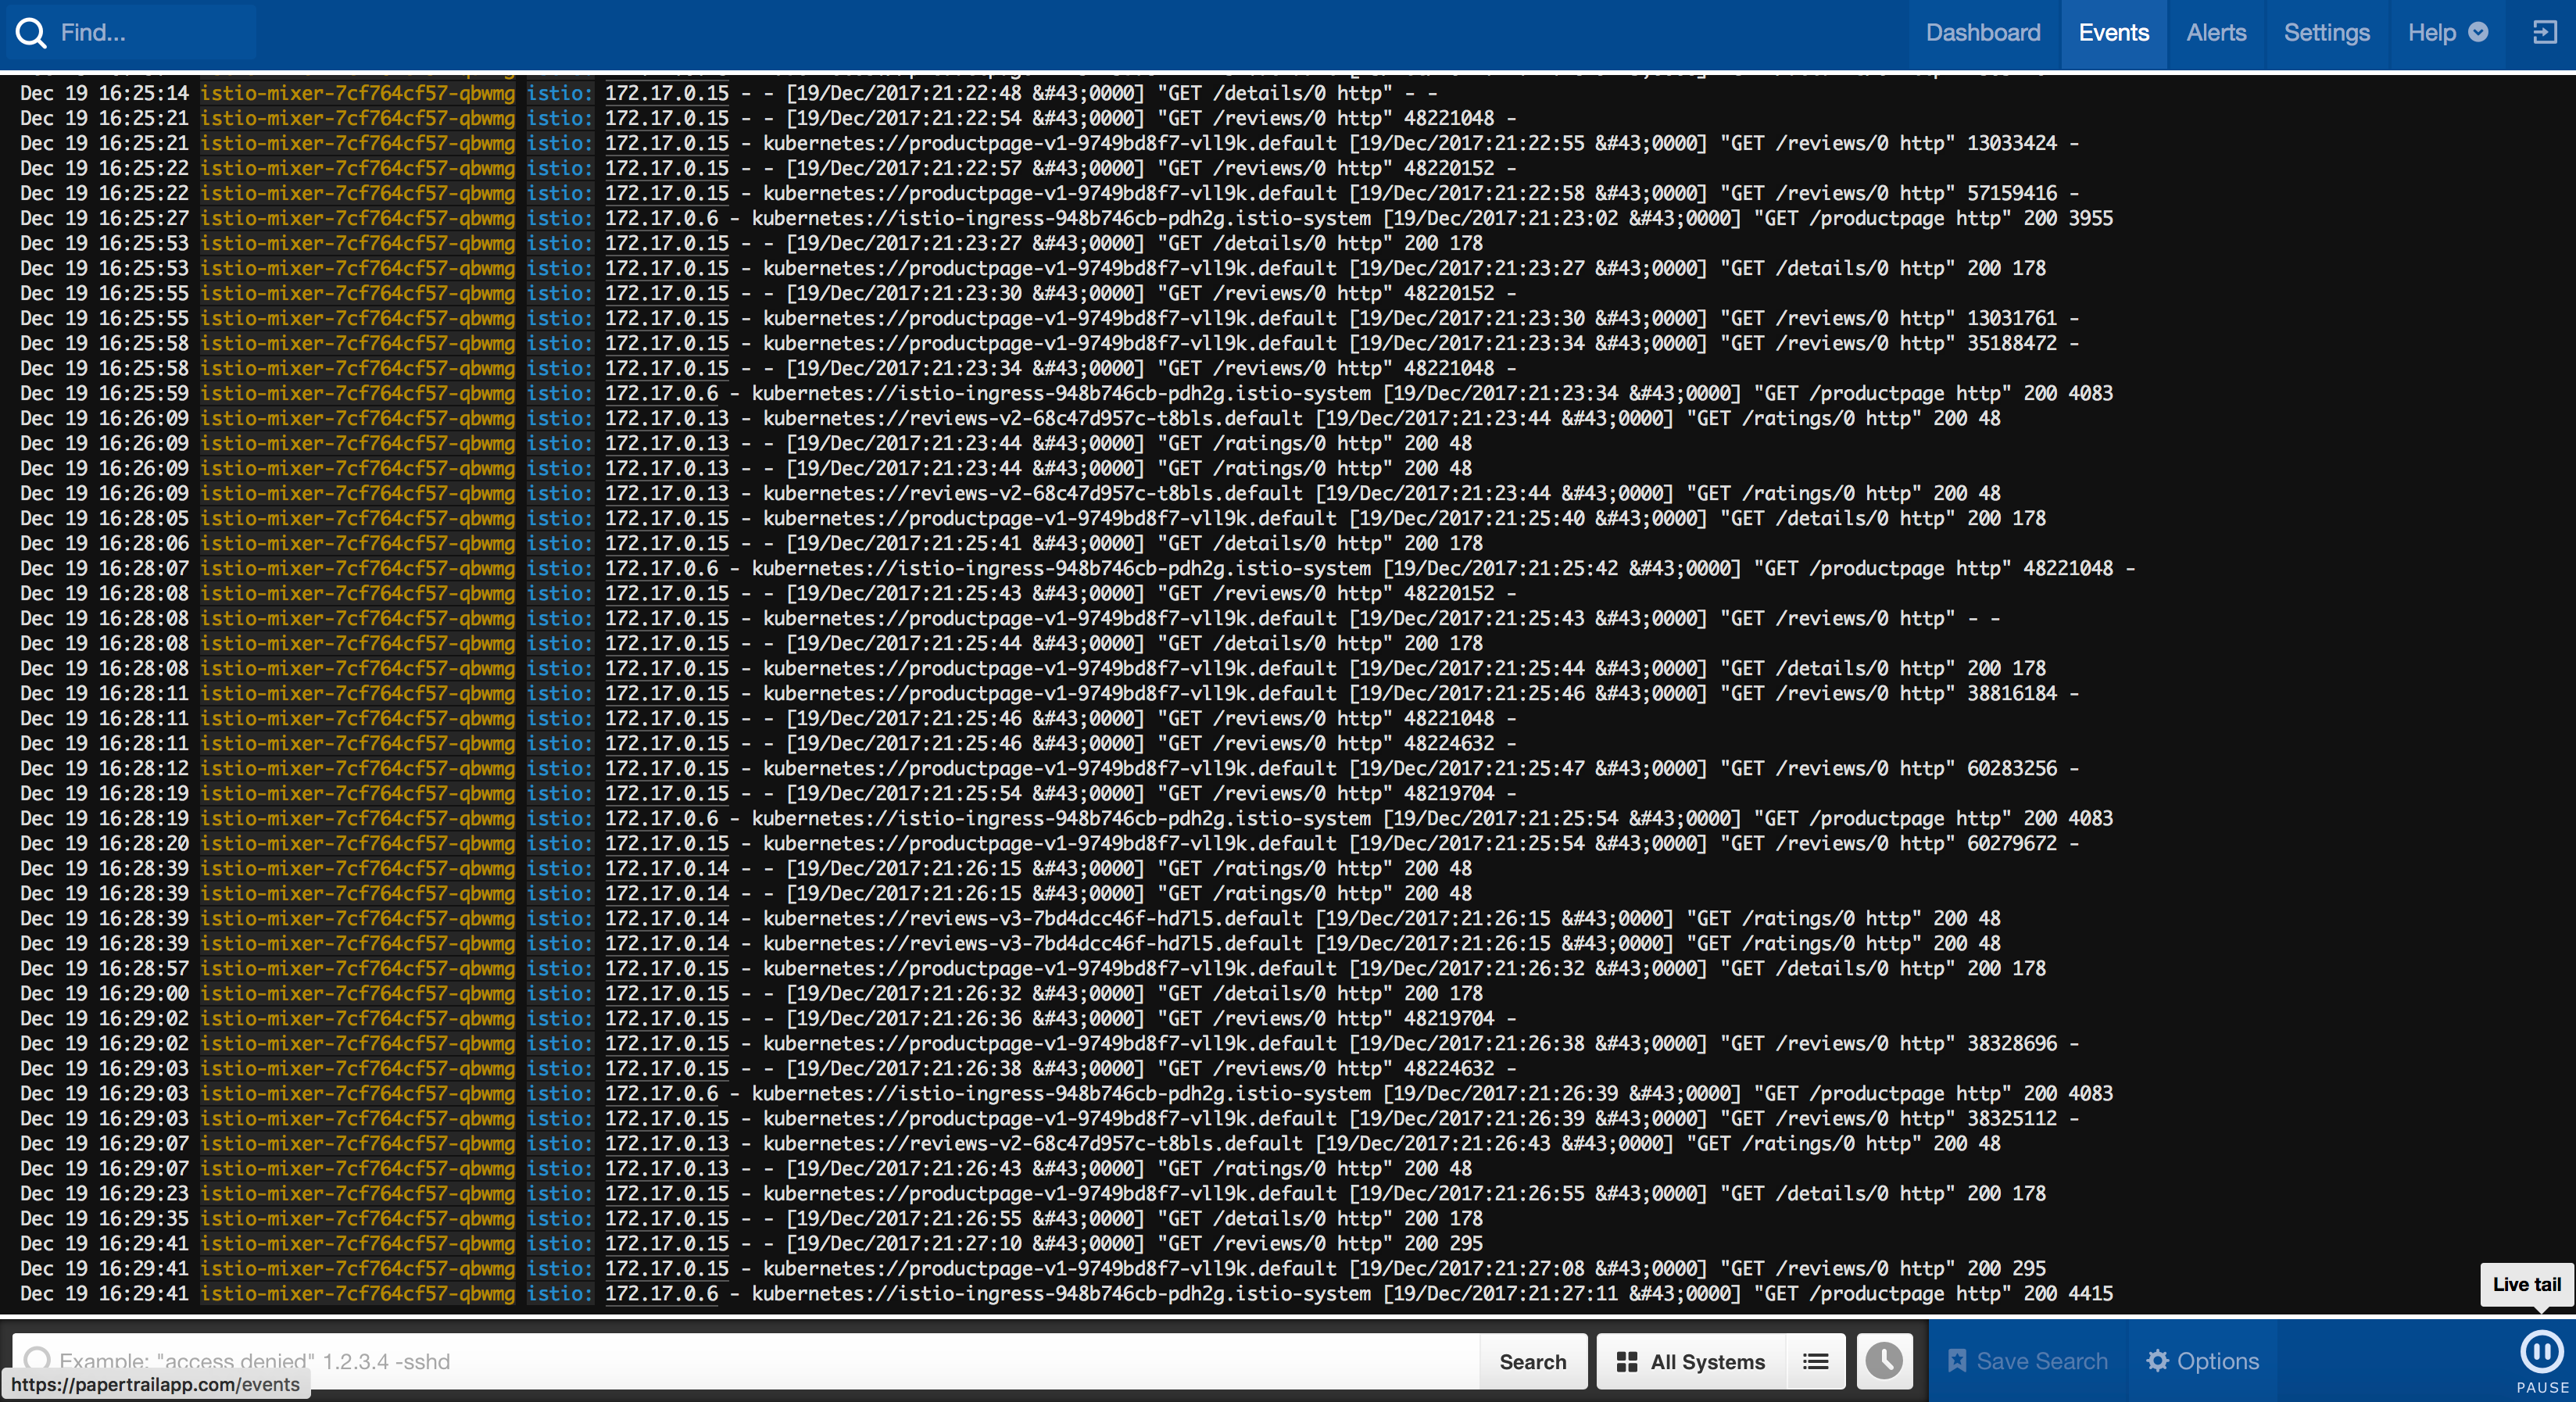 Find...
Dashboard Events Alerts Settings Help
Dec 19 16:25:14 istio-mixer-7cf764cf57-qbwmg istio: 172.17.0.15 - - [19/Dec/2017:21:22:48 &#43;0000] "GET /details/0 http" - -
Dec 19 16:25:21 istio-mixer-7cf764cf57-qbwmg istio: 172.17.0.15 - - [19/Dec/2017:21:22:54 &#43;0000] "GET /reviews/0 http" 48221048 -
Dec 19 16:25:21 istio-mixer-7cf764cf57-qbwmg istio: 172.17.0.15 - kubernetes://productpage-v1-9749bd8f7-vll9k.default [19/Dec/2017:21:22:55 &#43;0000] "GET /reviews/0 http" 13033424 -
Dec 19 16:25:22 istio-mixer-7cf764cf57-qbwmg istio: 172.17.0.15 - - [19/Dec/2017:21:22:57 &#43;0000] "GET /reviews/0 http" 48220152 -
Dec 19 16:25:22 istio-mixer-7cf764cf57-qbwmg istio: 172.17.0.15 - kubernetes://productpage-v1-9749bd8f7-vll9k.default [19/Dec/2017:21:22:58 &#43;0000] "GET /reviews/0 http" 57159416 -
Dec 19 16:25:27 istio-mixer-7cf764cf57-qbwmg istio: 172.17.0.6 - kubernetes://istio-ingress-948b746cb-pdh2g.istio-system [19/Dec/2017:21:23:02 &#43;0000] "GET /productpage http" 200 3955
Dec 19 16:25:53 istio-mixer-7cf764cf57-qbwmg istio: 172.17.0.15 - - [19/Dec/2017:21:23:27 &#43;0000] "GET /details/0 http" 200 178
Dec 19 16:25:53 istio-mixer-7cf764cf57-qbwmg istio: 172.17.0.15 - kubernetes://productpage-v1-9749bd8f7-vll9k.default [19/Dec/2017:21:23:27 &#43;0000] "GET /details/0 http" 200 178
Dec 19 16:25:55 istio-mixer-7cf764cf57-qbwmg istio: 172.17.0.15 - - [19/Dec/2017:21:23:30 &#43;0000] "GET /reviews/0 http" 48220152 -
Dec 19 16:25:55 istio-mixer-7cf764cf57-qbwmg istio: 172.17.0.15 - kubernetes://productpage-v1-9749bd8f7-vll9k.default [19/Dec/2017:21:23:30 &#43;0000] "GET /reviews/0 http" 13031761 -
Dec 19 16:25:58 istio-mixer-7cf764cf57-qbwmg istio: 172.17.0.15 - kubernetes://productpage-v1-9749bd8f7-vll9k.default [19/Dec/2017:21:23:34 &#43;0000] "GET /reviews/0 http" 35188472 -
Dec 19 16:25:58 istio-mixer-7cf764cf57-qbwmg istio: 172.17.0.15 - - [19/Dec/2017:21:23:34 &#43;0000] "GET /reviews/0 http" 48221048 -
Dec 19 16:25:59 istio-mixer-7cf764cf57-qbwmg istio: 172.17.0.6 - kubernetes://istio-ingress-948b746cb-pdh2g.istio-system [19/Dec/2017:21:23:34 &#43;0000] "GET /productpage http" 200 4083
Dec 19 16:26:09 istio-mixer-7cf764cf57-qbwmg istio: 172.17.0.13 - kubernetes://reviews-v2-68c47d957c-t8bls.default [19/Dec/2017:21:23:44 &#43;0000] "GET /ratings/0 http" 200 48
Dec 19 16:26:09 istio-mixer-7cf764cf57-qbwmg istio: 172.17.0.13 - - [19/Dec/2017:21:23:44 &#43;0000] "GET /ratings/0 http" 200 48
Dec 19 16:26:09 istio-mixer-7cf764cf57-qbwmg istio: 172.17.0.13 - - [19/Dec/2017:21:23:44 &#43;0000] "GET /ratings/0 http" 200 48
Dec 19 16:26:09 istio-mixer-7cf764cf57-qbwmg istio: 172.17.0.13 - kubernetes://reviews-v2-68c47d957c-t8bls.default [19/Dec/2017:21:23:44 &#43;0000] "GET /ratings/0 http" 200 48
Dec 19 16:28:05 istio-mixer-7cf764cf57-qbwmg istio: 172.17.0.15 - kubernetes://productpage-v1-9749bd8f7-vll9k.default [19/Dec/2017:21:25:40 &#43;0000] "GET /details/0 http" 200 178
Dec 19 16:28:06 istio-mixer-7cf764cf57-qbwmg istio: 172.17.0.15 - - [19/Dec/2017:21:25:41 &#43;0000] "GET /details/0 http" 200 178
Dec 19 16:28:07 istio-mixer-7cf764cf57-qbwmg istio: 172.17.0.6 - kubernetes://istio-ingress-948b746cb-pdh2g.istio-system [19/Dec/2017:21:25:42 &#43;0000] "GET /productpage http" 48221048 -
Dec 19 16:28:08 istio-mixer-7cf764cf57-qbwmg istio: 172.17.0.15 - - [19/Dec/2017:21:25:43 &#43;0000] "GET /reviews/0 http" 48220152 -
Dec 19 16:28:08 istio-mixer-7cf764cf57-qbwmg istio: 172.17.0.15 - kubernetes://productpage-v1-9749bd8f7-vll9k.default [19/Dec/2017:21:25:43 &#43;0000] "GET /reviews/0 http" - -
Dec 19 16:28:08 istio-mixer-7cf764cf57-qbwmg istio: 172.17.0.15 - - [19/Dec/2017:21:25:44 &#43;0000] "GET /details/0 http" 200 178
Dec 19 16:28:08 istio-mixer-7cf764cf57-qbwmg istio: 172.17.0.15 - kubernetes://productpage-v1-9749bd8f7-vll9k.default [19/Dec/2017:21:25:44 &#43;0000] "GET /details/0 http" 200 178
Dec 19 16:28:11 istio-mixer-7cf764cf57-qbwmg istio: 172.17.0.15 - kubernetes://productpage-v1-9749bd8f7-vll9k.default [19/Dec/2017:21:25:46 &#43;0000] "GET /reviews/0 http" 38816184 -
Dec 19 16:28:11 istio-mixer-7cf764cf57-qbwmg istio: 172.17.0.15 - - [19/Dec/2017:21:25:46 &#43;0000] "GET /reviews/0 http" 48221048 -
Dec 19 16:28:11 istio-mixer-7cf764cf57-qbwmg istio: 172.17.0.15 - - [19/Dec/2017:21:25:46 &#43;0000] "GET /reviews/0 http" 48224632 -
Dec 19 16:28:12 istio-mixer-7cf764cf57-qbwmg istio: 172.17.0.15 - kubernetes://productpage-v1-9749bd8f7-vll9k.default [19/Dec/2017:21:25:47 &#43;0000] "GET /reviews/0 http" 60283256 -
Dec 19 16:28:19 istio-mixer-7cf764cf57-qbwmg istio: 172.17.0.15 - - [19/Dec/2017:21:25:54 &#43;0000] "GET /reviews/0 http" 48219704 -
Dec 19 16:28:19 istio-mixer-7cf764cf57-qbwmg istio: 172.17.0.6 - kubernetes://istio-ingress-948b746cb-pdh2g.istio-system [19/Dec/2017:21:25:54 &#43;0000] "GET /productpage http" 200 4083
Dec 19 16:28:20 istio-mixer-7cf764cf57-qbwmg istio: 172.17.0.15 - kubernetes://productpage-v1-9749bd8f7-vll9k.default [19/Dec/2017:21:25:54 &#43;0000] "GET /reviews/0 http" 60279672 -
Dec 19 16:28:39 istio-mixer-7cf764cf57-qbwmg istio: 172.17.0.14 - - [19/Dec/2017:21:26:15 &#43;0000] "GET /ratings/0 http" 200 48
Dec 19 16:28:39 istio-mixer-7cf764cf57-qbwmg istio: 172.17.0.14 - - [19/Dec/2017:21:26:15 &#43;0000] "GET /ratings/0 http" 200 48
Dec 19 16:28:39 istio-mixer-7cf764cf57-qbwmg istio: 172.17.0.14 - kubernetes://reviews-v3-7bd4dcc46f-hd7l5.default [19/Dec/2017:21:26:15 &#43;0000] "GET /ratings/0 http" 200 48
Dec 19 16:28:39 istio-mixer-7cf764cf57-qbwmg istio: 172.17.0.14 - kubernetes://reviews-v3-7bd4dcc46f-hd7l5.default [19/Dec/2017:21:26:15 &#43;0000] "GET /ratings/0 http" 200 48
Dec 19 16:28:57 istio-mixer-7cf764cf57-qbwmg istio: 172.17.0.15 - kubernetes://productpage-v1-9749bd8f7-vll9k.default [19/Dec/2017:21:26:32 &#43;0000] "GET /details/0 http" 200 178
Dec 19 16:29:00 istio-mixer-7cf764cf57-qbwmg istio: 172.17.0.15 - - [19/Dec/2017:21:26:32 &#43;0000] "GET /details/0 http" 200 178
Dec 19 16:29:02 istio-mixer-7cf764cf57-qbwmg istio: 172.17.0.15 - - [19/Dec/2017:21:26:36 &#43;0000] "GET /reviews/0 http" 48219704 -
Dec 19 16:29:02 istio-mixer-7cf764cf57-qbwmg istio: 172.17.0.15 - kubernetes://productpage-v1-9749bd8f7-vll9k.default [19/Dec/2017:21:26:38 &#43;0000] "GET /reviews/0 http" 38328696 -
Dec 19 16:29:03 istio-mixer-7cf764cf57-qbwmg istio: 172.17.0.15 - - [19/Dec/2017:21:26:38 &#43;0000] "GET /reviews/0 http" 48224632 -
Dec 19 16:29:03 istio-mixer-7cf764cf57-qbwmg istio: 172.17.0.6 - kubernetes://istio-ingress-948b746cb-pdh2g.istio-system [19/Dec/2017:21:26:39 &#43;0000] "GET /productpage http" 200 4083
Dec 19 16:29:03 istio-mixer-7cf764cf57-qbwmg istio: 172.17.0.15 - kubernetes://productpage-v1-9749bd8f7-vll9k.default [19/Dec/2017:21:26:39 &#43;0000] "GET /reviews/0 http" 38325112 -
Dec 19 16:29:07 istio-mixer-7cf764cf57-qbwmg istio: 172.17.0.13 - kubernetes://reviews-v2-68c47d957c-t8bls.default [19/Dec/2017:21:26:43 &#43;0000] "GET /ratings/0 http" 200 48
Dec 19 16:29:07 istio-mixer-7cf764cf57-qbwmg istio: 172.17.0.13 - - [19/Dec/2017:21:26:43 &#43;0000] "GET /ratings/0 http" 200 48
Dec 19 16:29:23 istio-mixer-7cf764cf57-qbwmg istio: 172.17.0.15 - kubernetes://productpage-v1-9749bd8f7-vll9k.default [19/Dec/2017:21:26:55 &#43;0000] "GET /details/0 http" 200 178
Dec 19 16:29:35 istio-mixer-7cf764cf57-qbwmg istio: 172.17.0.15 - - [19/Dec/2017:21:26:55 &#43;0000] "GET /details/0 http" 200 178
Dec 19 16:29:41 istio-mixer-7cf764cf57-qbwmg istio: 172.17.0.15 - - [19/Dec/2017:21:27:10 &#43;0000] "GET /reviews/0 http" 200 295
Dec 19 16:29:41 istio-mixer-7cf764cf57-qbwmg istio: 172.17.0.15 - kubernetes://productpage-v1-9749bd8f7-vll9k.default [19/Dec/2017:21:27:08 &#43;0000] "GET /reviews/0 http" 200 295
Dec 19 16:29:41 istio-mixer-7cf764cf57-qbwmg istio: 172.17.0.6 - kubernetes://istio-ingress-948b746cb-pdh2g.istio-system [19/Dec/2017:21:27:11 &#43;0000] "GET /productpage http" 200 4415
Live tail
Example: "access denied" 1.2.3.4 -sshd
Search All Systems Save Search Options
https://papertrailapp.com/events
PAUSE